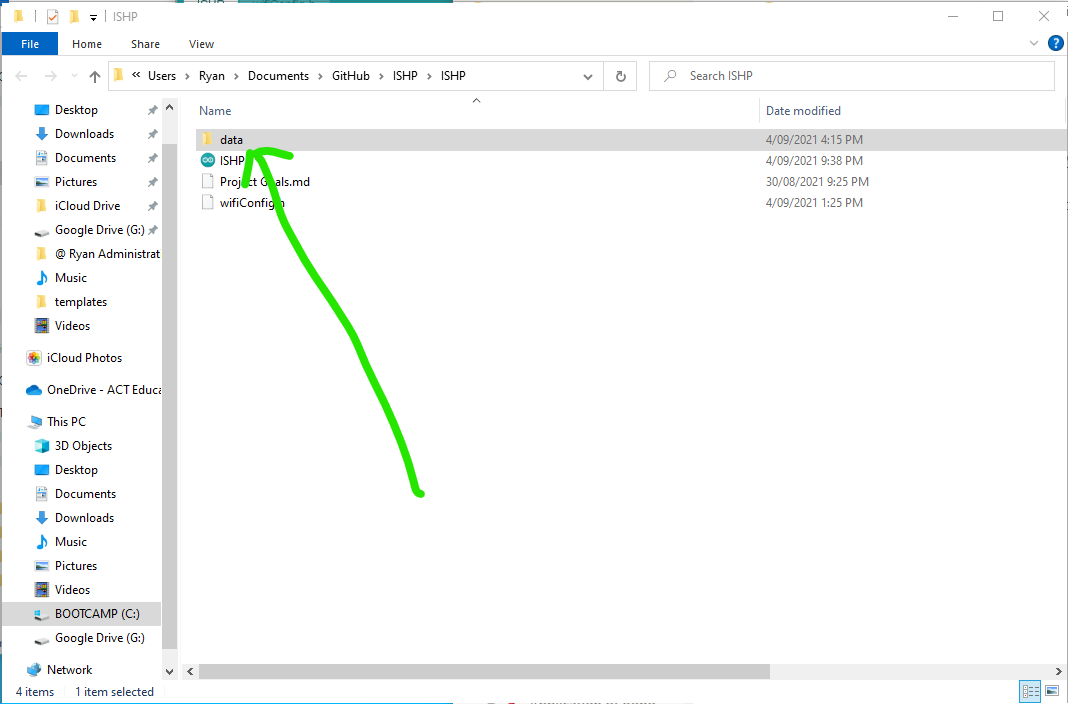 ISHP
File Home Share View
« Users > Ryan > Documents > GitHub > ISHP > ISHP
Search ISHP
Name Date modified
data 4/09/2021 4:15 PM
ISHP 4/09/2021 9:38 PM
Project Goals.md 30/08/2021 9:25 PM
wifiConfig.h 4/09/2021 1:25 PM
Desktop
Downloads
Documents
Pictures
iCloud Drive
Google Drive (G:)
@ Ryan Administrat
Music
templates
Videos
iCloud Photos
OneDrive - ACT Educa
This PC
3D Objects
Desktop
Documents
Downloads
Music
Pictures
Videos
BOOTCAMP (C:)
Google Drive (G:)
Network
4 items 1 item selected